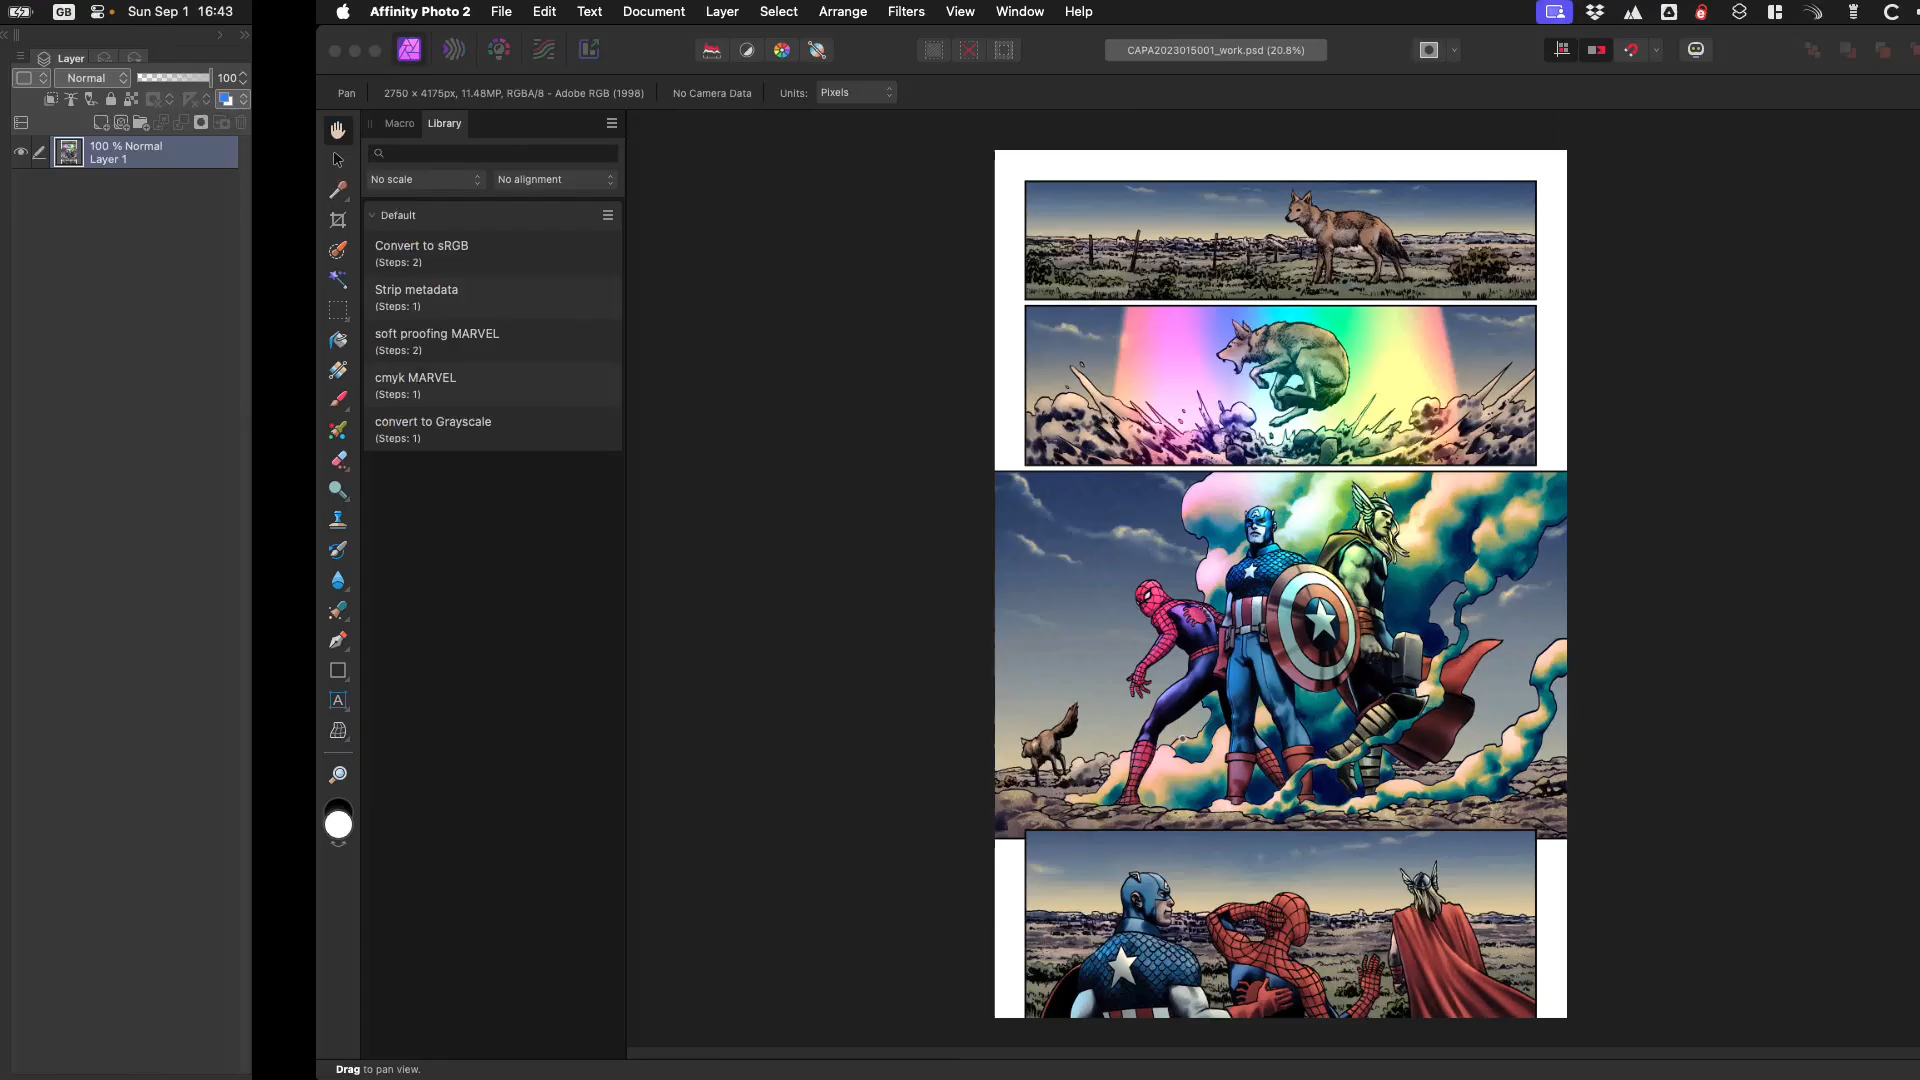 GB Sun Sep 1 16:43 Affinity Photo 2 File Edit Text Document Layer Select Arrange Filters View Window Help
Layer
CAPA2023015001_work.psd (20.8%)
Normal 100
Pan 2750 × 4175px, 11.48MP, RGBA/8 - Adobe RGB (1998) No Camera Data Units: Pixels
Macro Library
100 % Normal
Layer 1
No scale No alignment
Default
Convert to sRGB
(Steps: 2)
Strip metadata
(Steps: 1)
soft proofing MARVEL
(Steps: 2)
cmyk MARVEL
(Steps: 1)
convert to Grayscale
(Steps: 1)
A
Drag to pan view.